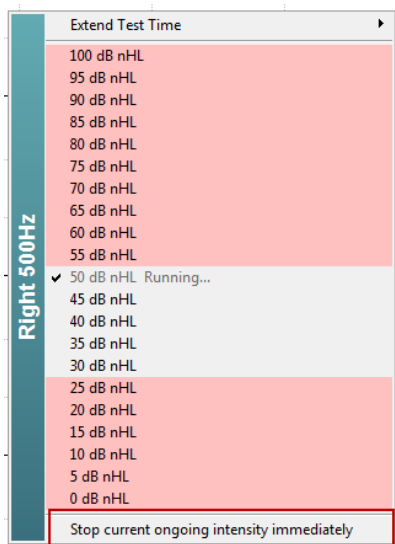 Extend Test Time
100 dB nHL
95 dB nHL
90 dB nHL
85 dB nHL
80 dB nHL
75 dB nHL
70 dB nHL
65 dB nHL
60 dB nHL
55 dB nHL
50 dB nHL Running...
45 dB nHL
40 dB nHL
35 dB nHL
30 dB nHL
25 dB nHL
20 dB nHL
15 dB nHL
10 dB nHL
5 dB nHL
0 dB nHL
Stop current ongoing intensity immediately
Right 500Hz